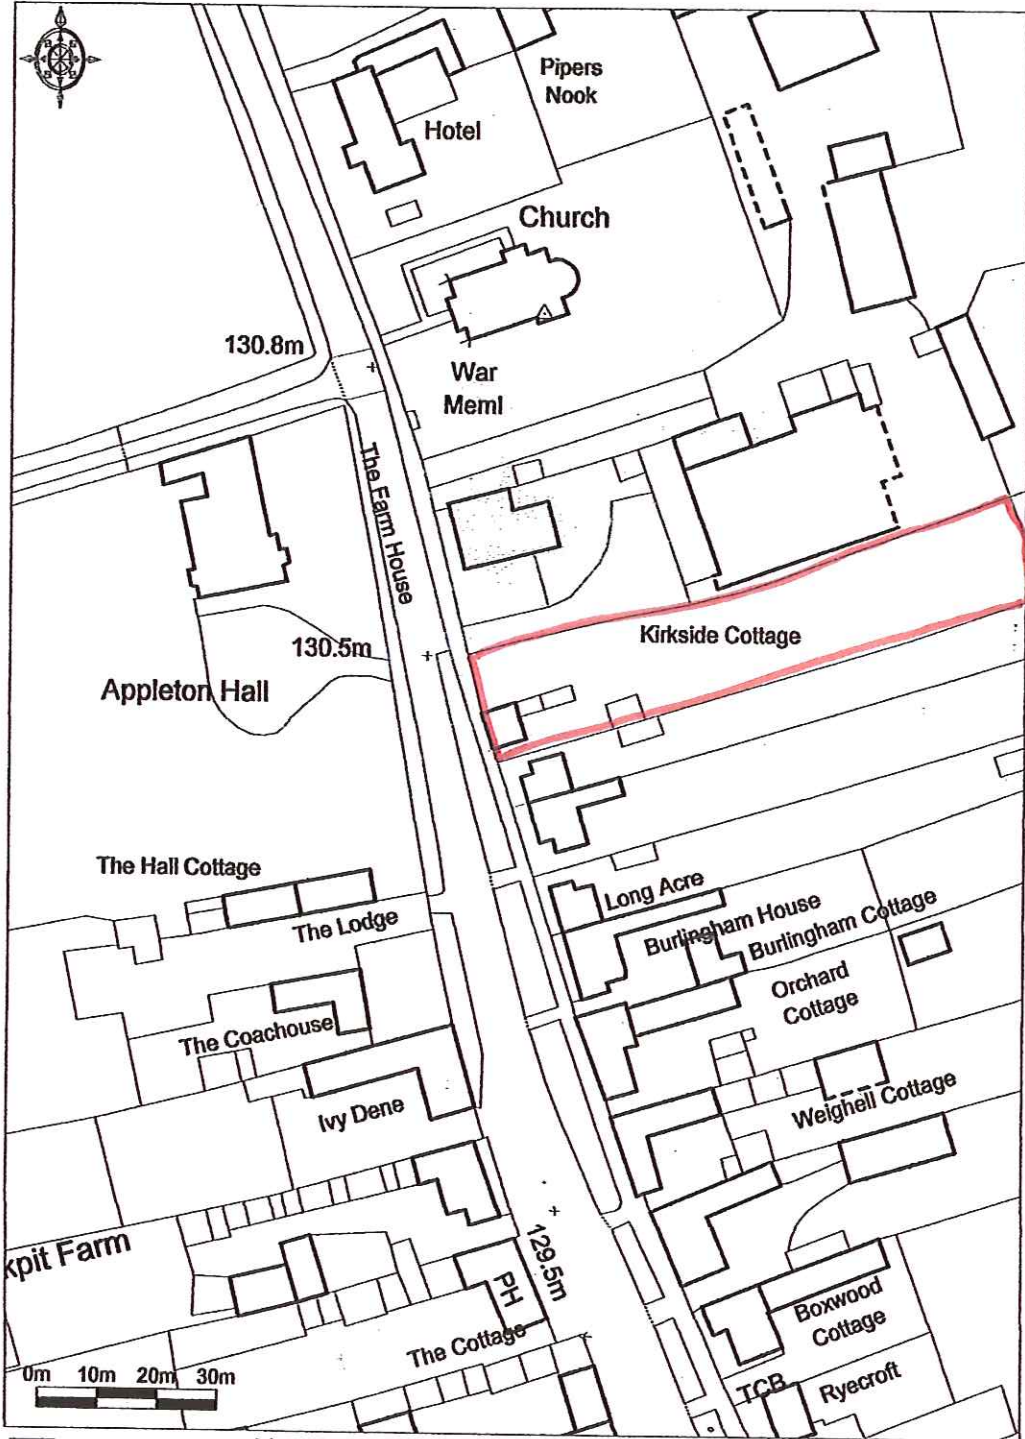 Pipers
Nook
Hotel
Church
130.8m
War
Meml
The Farm House
Kirkside Cottage
130.5m
Appleton Hall
The Hall Cottage
The Lodge
Long Acre
Burlingham House
Burlingham Cottage
Orchard
Cottage
The Coachouse
Ivy Dene
Weighell Cottage
kpit Farm
129.5m
PH
The Cottage
Boxwood
Cottage
TCB
Ryecroft
0m 10m 20m 30m